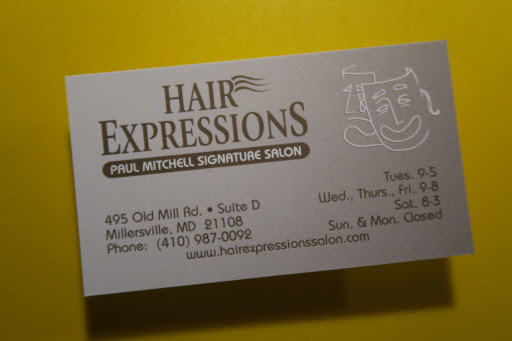 HAIR
EXPRESSIONS
PAUL MITCHELL SIGNATURE SALON
495 Old Mill Rd. • Suite D
Millersville, MD 21108
Phone: (410) 987-0092
Tues. 9-5
Wed., Thurs., Fri. 9-8
Sat. 8-3
Sun. & Mon. Closed
www.hairexpressionssalon.com